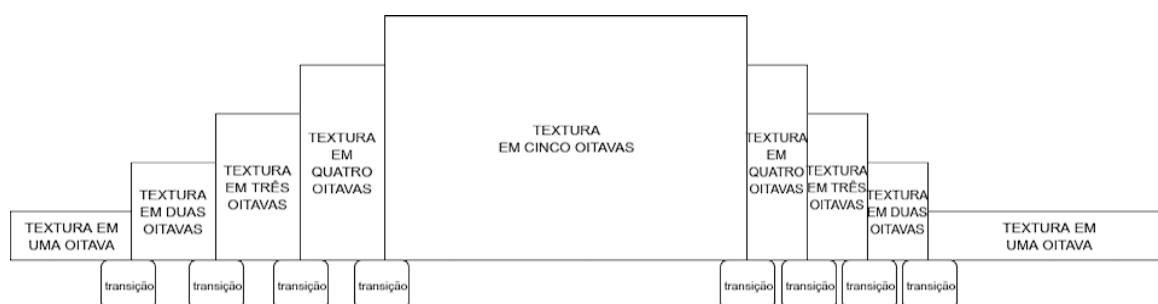 TEXTURA EM
UMA OITAVA
TEXTURA
EM DUAS
OITAVAS
TEXTURA
EM TRÊS
OITAVAS
TEXTURA
EM
QUATRO
OITAVAS
TEXTURA
EM CINCO OITAVAS
TEXTURA
EM
QUATRO
OITAVAS
TEXTURA
EM TRÊS
OITAVAS
TEXTURA
EM DUAS
OITAVAS
TEXTURA EM
UMA OITAVA
transição
transição
transição
transição
transição
transição
transição
transição